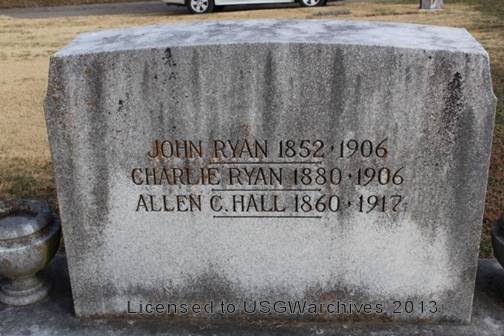 JOHN RYAN 1852 · 1906
CHARLIE RYAN 1880 · 1906
ALLEN C. HALL 1860 · 1917
Licensed to USGWarchives, 2013